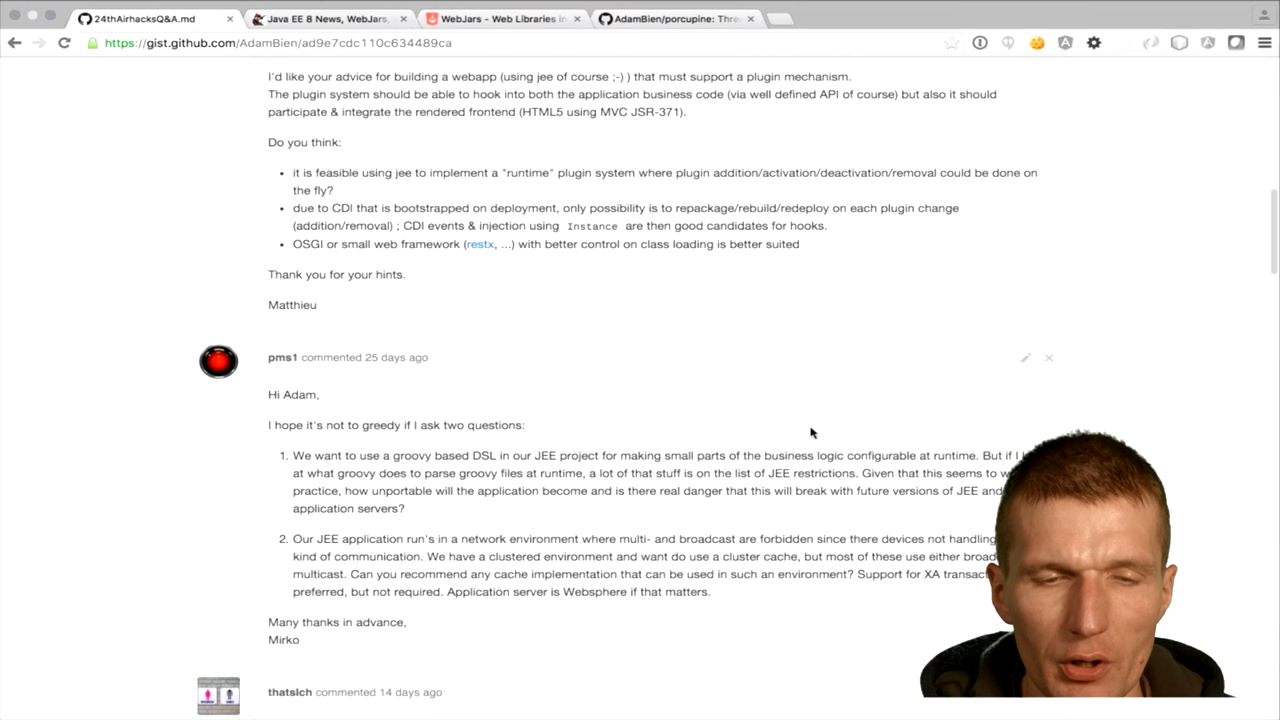 24thAirhacksQ&A.md
Java EE 8 News, WebJars,
WebJars - Web Libraries in
AdamBien/porcupine: Thre
https://gist.github.com/AdamBien/ad9e7cdc110c634489ca
I'd like your advice for building a webapp (using jee of course ;-) ) that must support a plugin mechanism.
The plugin system should be able to hook into both the application business code (via well defined API of course) but also it should
participate & integrate the rendered frontend (HTML5 using MVC JSR-371).
Do you think:
• it is feasible using jee to implement a "runtime" plugin system where plugin addition/activation/deactivation/removal could be done on
the fly?
• due to CDI that is bootstrapped on deployment, only possibility is to repackage/rebuild/redeploy on each plugin change
(addition/removal) ; CDI events & injection using Instance are then good candidates for hooks.
• OSGI or small web framework (restx, ...) with better control on class loading is better suited
Thank you for your hints.
Matthieu
pms1 commented 25 days ago
Hi Adam,
I hope it's not to greedy if I ask two questions:
1. We want to use a groovy based DSL in our JEE project for making small parts of the business logic configurable at runtime. But if I
at what groovy does to parse groovy files at runtime, a lot of that stuff is on the list of JEE restrictions. Given that this seems to
practice, how unportable will the application become and is there real danger that this will break with future versions of JEE and
application servers?
2. Our JEE application run's in a network environment where multi- and broadcast are forbidden since there devices not handling
kind of communication. We have a clustered environment and want do use a cluster cache, but most of these use either
multicast. Can you recommend any cache implementation that can be used in such an environment? Support for XA
preferred, but not required. Application server is Websphere if that matters.
Many thanks in advance,
Mirko
thatslch commented 14 days ago